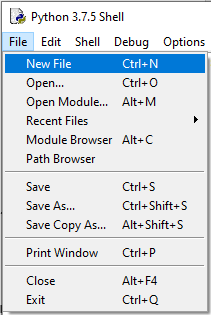 Python 3.7.5 Shell
File Edit Shell Debug Options
New File Ctrl+N
Open... Ctrl+O
Open Module... Alt+M
Recent Files
Module Browser Alt+C
Path Browser
Save Ctrl+S
Save As... Ctrl+Shift+S
Save Copy As... Alt+Shift+S
Print Window Ctrl+P
Close Alt+F4
Exit Ctrl+Q